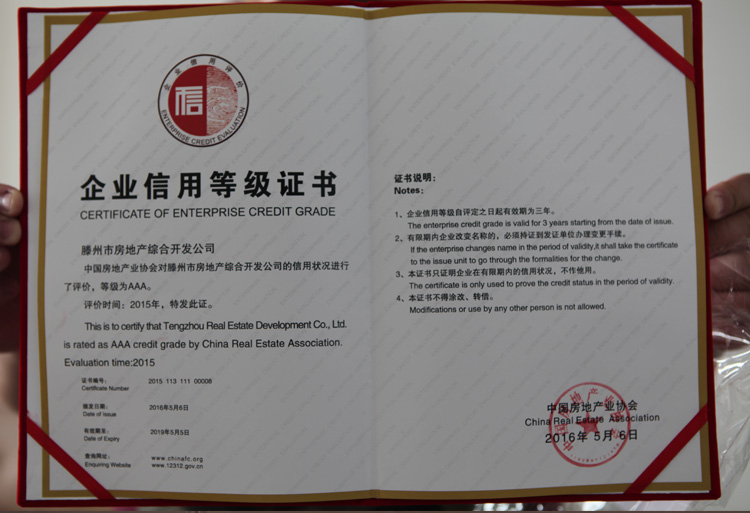 企业信用评价
信
ENTERPRISE CREDIT EVALUATION
企业信用等级证书
CERTIFICATE OF ENTERPRISE CREDIT GRADE
滕州市房地产综合开发公司
中国房地产业协会对滕州市房地产综合开发公司的信用状况进行
了评价，等级为AAA。
评价时间：2015年，特发此证。
This is to certify that Tengzhou Real Estate Development Co., Ltd.
is rated as AAA credit grade by China Real Estate Association.
Evaluation time:2015
证书编号： 2015 113 111 00006
Certificate Number
颁发日期： 2016年5月6日
Date of Issue
有效期至： 2019年5月5日
Date of Expiry
查询网址： www.chinafc.org
Enquiring Website www.12312.gov.cn
证书说明：
Notes：
1、企业信用等级自评定之日起有效期为三年。
The enterprise credit grade is valid for 3 years starting from the date of issue.
2、有限期内企业改变名称的，必须持证到发证单位办理变更手续。
If the enterprise changes name in the period of validity,it shall take the certificate
to the issue unit to go through the formalities for the change.
3、本证书只证明企业在有限期内的信用状况，不作他用。
The certificate is only used to prove the credit status in the period of validity.
4、本证书不得涂改、转借。
Modifications or use by any other person is not allowed.
中国房地产业协会
China Real Estate Association
2016年 5月 6日